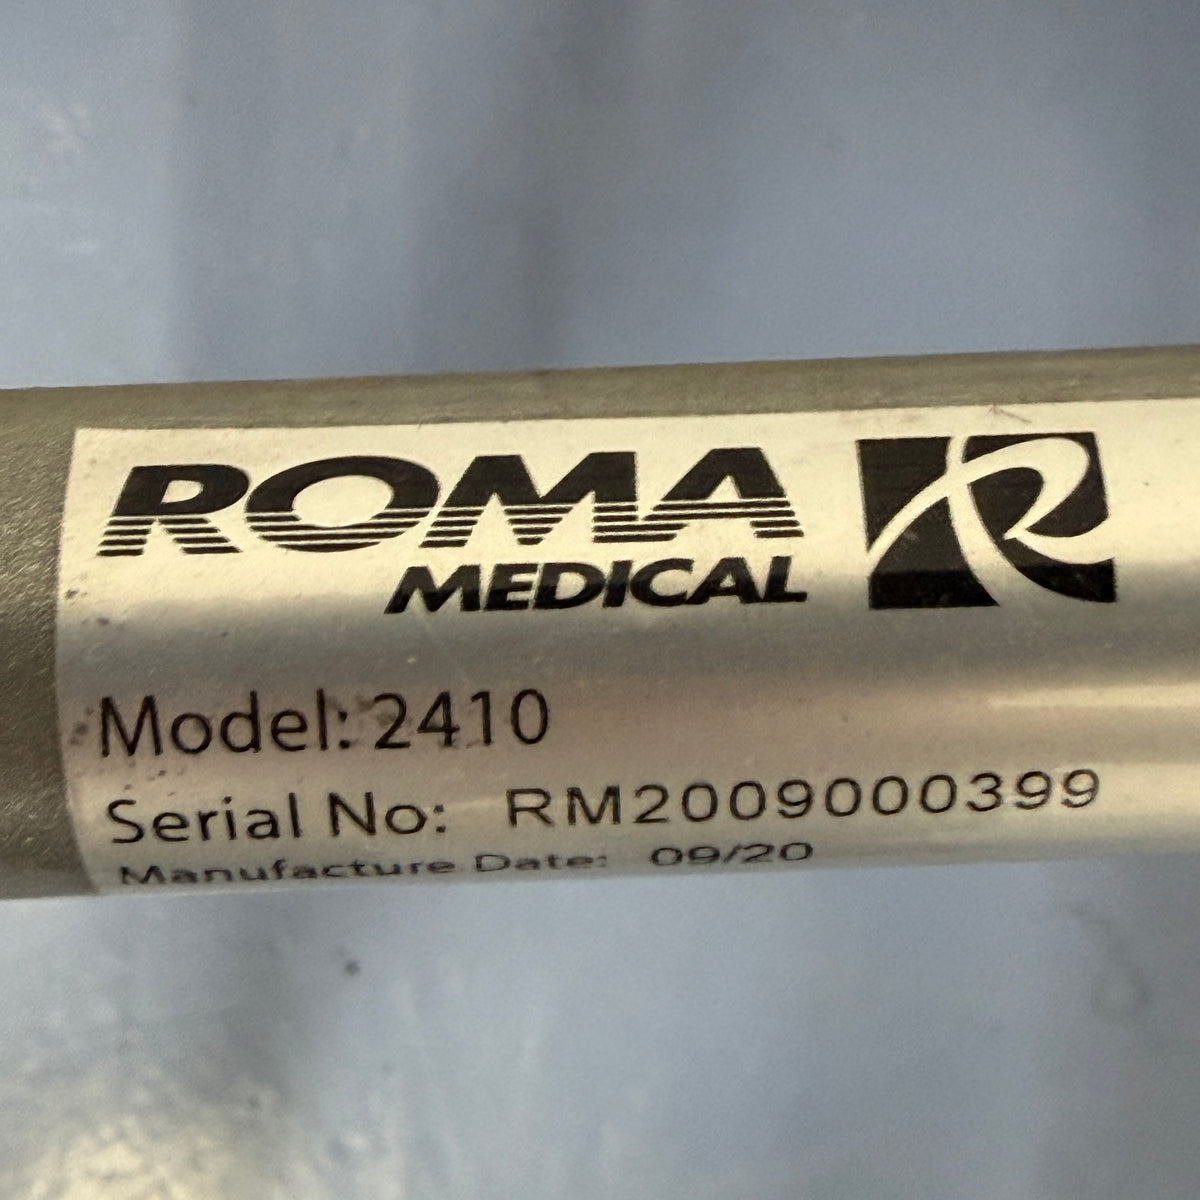 ROMA
MEDICAL
Model: 2410
Serial No: RM2009000399
Manufacture Date: 09/20